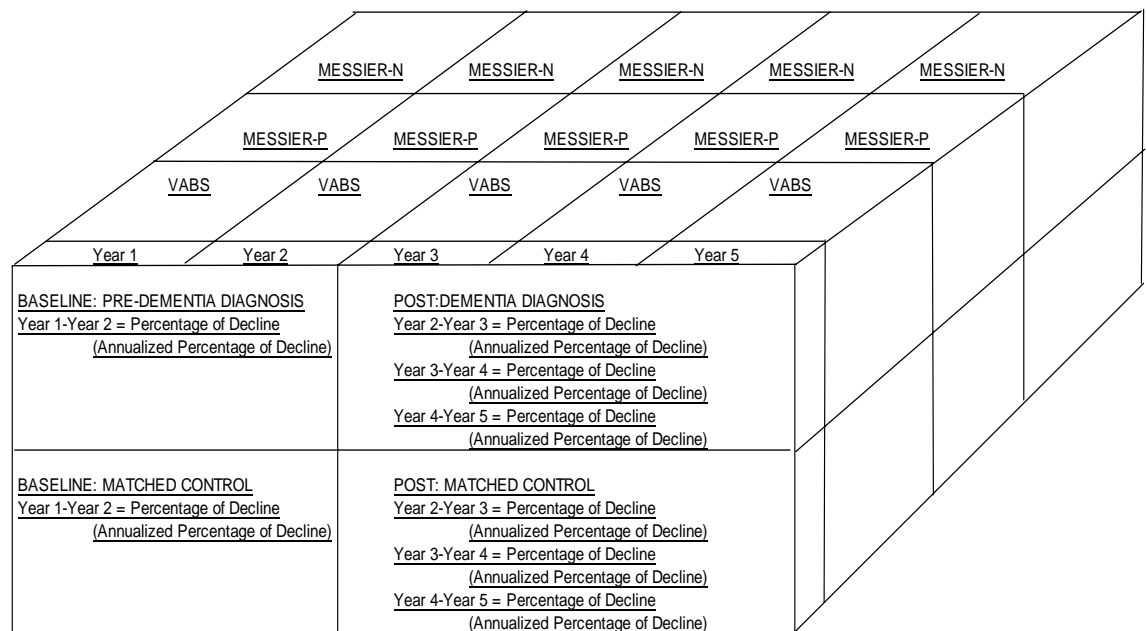 MESSIER-N MESSIER-N MESSIER-N MESSIER-N MESSIER-N
MESSIER-P MESSIER-P MESSIER-P MESSIER-P MESSIER-P
VABS VABS VABS VABS VABS
Year 1 Year 2 Year 3 Year 4 Year 5
BASELINE: PRE-DEMENTIA DIAGNOSIS
Year 1-Year 2 = Percentage of Decline
(Annualized Percentage of Decline)
POST:DEMENTIA DIAGNOSIS
Year 2-Year 3 = Percentage of Decline
(Annualized Percentage of Decline)
Year 3-Year 4 = Percentage of Decline
(Annualized Percentage of Decline)
Year 4-Year 5 = Percentage of Decline
(Annualized Percentage of Decline)
BASELINE: MATCHED CONTROL
Year 1-Year 2 = Percentage of Decline
(Annualized Percentage of Decline)
POST: MATCHED CONTROL
Year 2-Year 3 = Percentage of Decline
(Annualized Percentage of Decline)
Year 3-Year 4 = Percentage of Decline
(Annualized Percentage of Decline)
Year 4-Year 5 = Percentage of Decline
(Annualized Percentage of Decline)